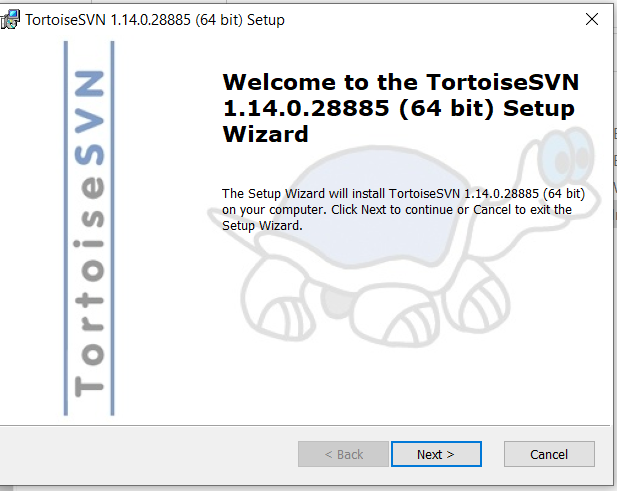 TortoiseSVN 1.14.0.28885 (64 bit) Setup
TortoiseSVN
Welcome to the TortoiseSVN
1.14.0.28885 (64 bit) Setup
Wizard
The Setup Wizard will install TortoiseSVN 1.14.0.28885 (64 bit)
on your computer. Click Next to continue or Cancel to exit the
Setup Wizard.
< Back
Next >
Cancel